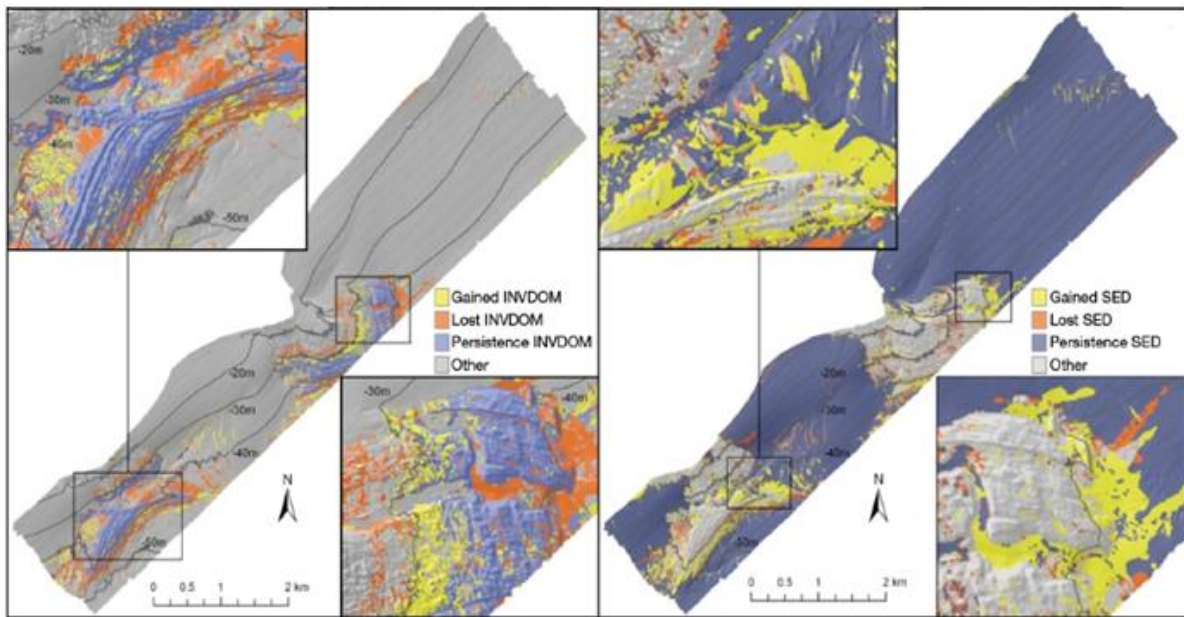 -20m
-30m
-40m
-50m
Gained INVDOM
Lost INVDOM
Persistence INVDOM
Other
-20m
-30m
-40m
-50m
N
0 0.5 1 2 km
-30m
-40m
Gained SED
Lost SED
Persistence SED
Other
-20m
-30m
-40m
-50m
N
0 0.5 1 2 km